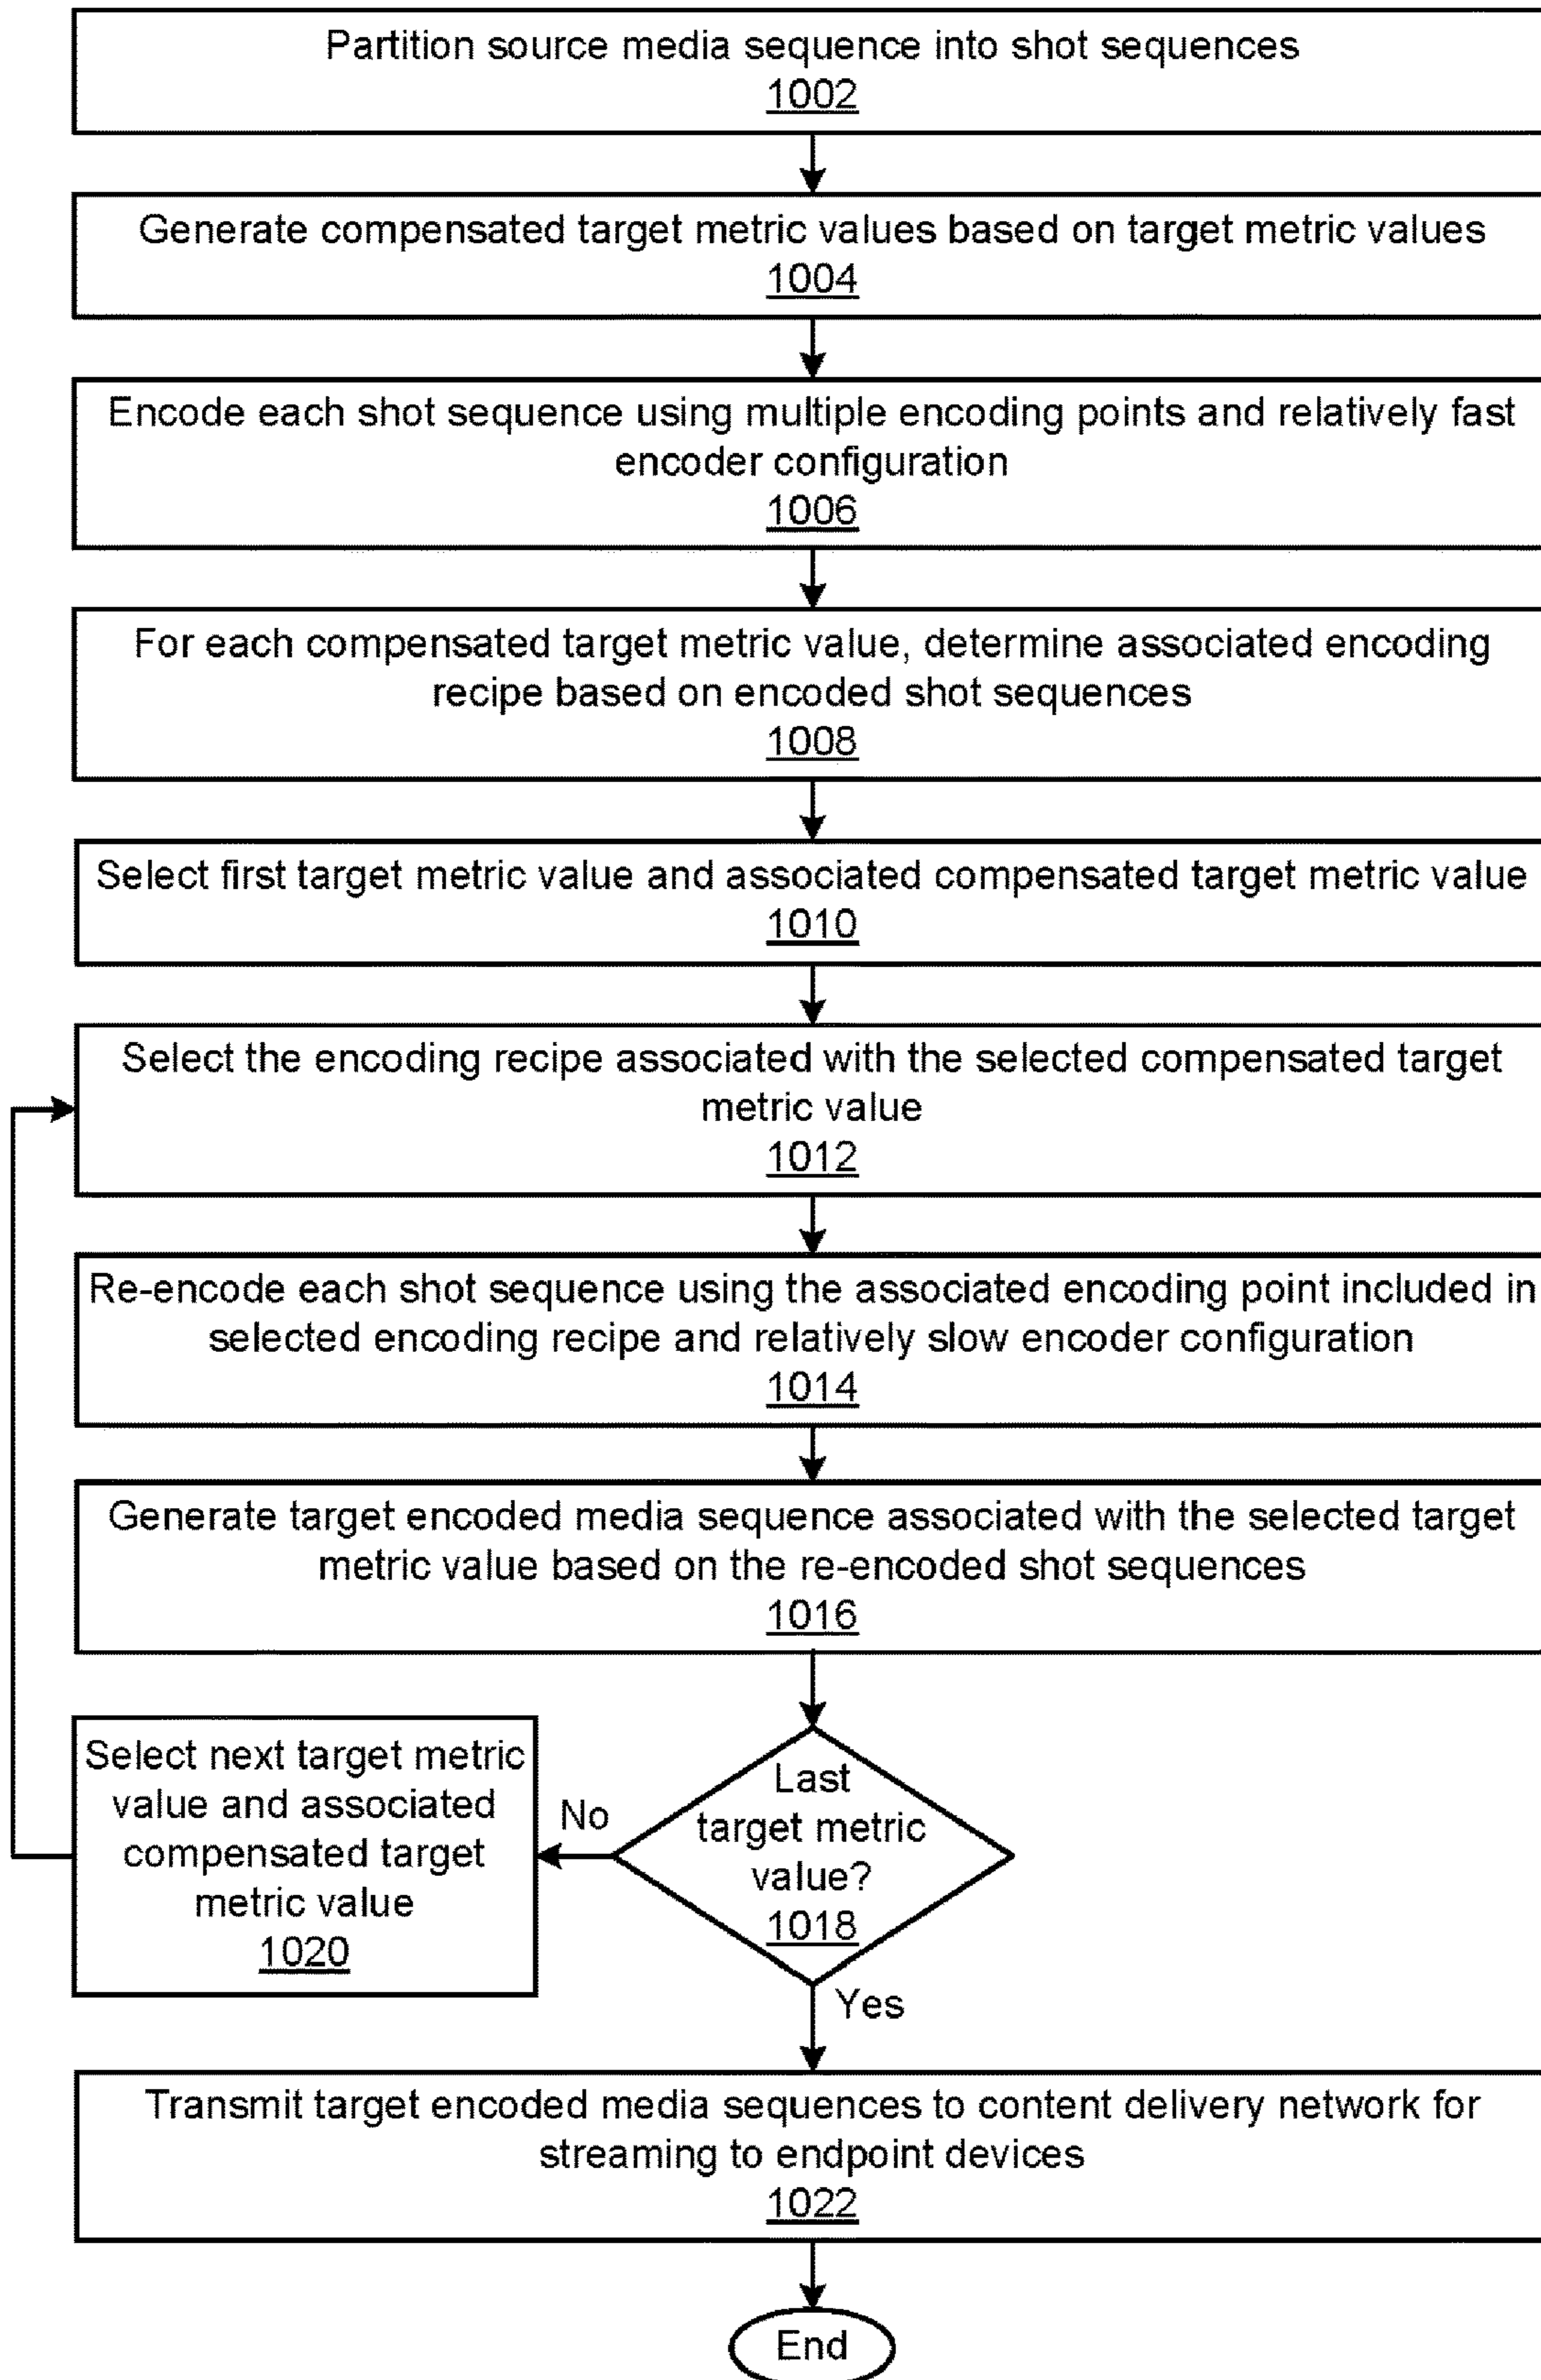 Partition source media sequence into shot sequences
1002
Generate compensated target metric values based on target metric values
1004
Encode each shot sequence using multiple encoding points and relatively fast
encoder configuration
1006
For each compensated target metric value, determine associated encoding
recipe based on encoded shot sequences
1008
Select first target metric value and associated compensated target metric value
1010
Select the encoding recipe associated with the selected compensated target
metric value
1012
Re-encode each shot sequence using the associated encoding point included in
selected encoding recipe and relatively slow encoder configuration
1014
Generate target encoded media sequence associated with the selected target
metric value based on the re-encoded shot sequences
1016
Last
target metric
value?
1018
No
Select next target metric
value and associated
compensated target
metric value
1020
Yes
Transmit target encoded media sequences to content delivery network for
streaming to endpoint devices
1022
End